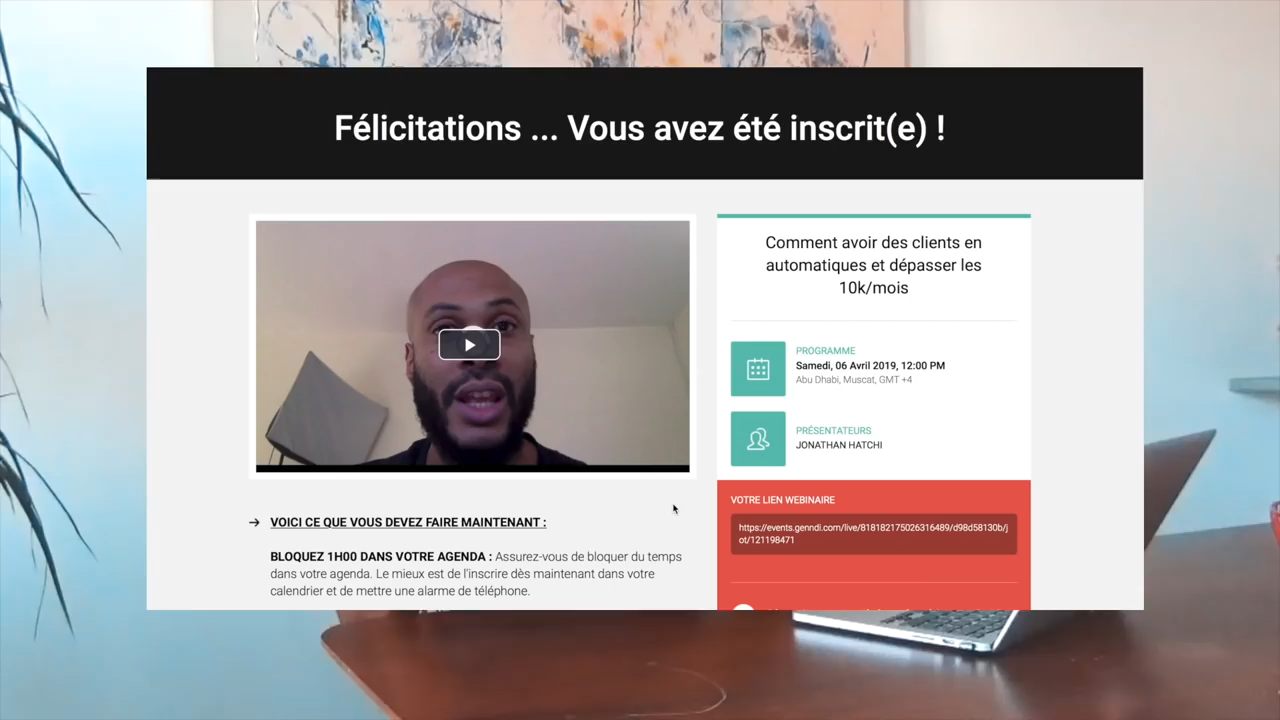 Félicitations ... Vous avez été inscrit(e) !
Comment avoir des clients en
automatiques et dépasser les
10k/mois
PROGRAMME
Samedi, 06 Avril 2019, 12:00 PM
Abu Dhabi, Muscat, GMT +4
PRÉSENTATEURS
JONATHAN HATCHI
VOTRE LIEN WEBINAIRE
https://events.genndi.com/live/818182175026316489/d98d58130b/j
ot/121198471
→ VOICI CE QUE VOUS DEVEZ FAIRE MAINTENANT :
BLOQUEZ 1H00 DANS VOTRE AGENDA : Assurez-vous de bloquer du temps
dans votre agenda. Le mieux est de l'inscrire dès maintenant dans votre
calendrier et de mettre une alarme de téléphone.